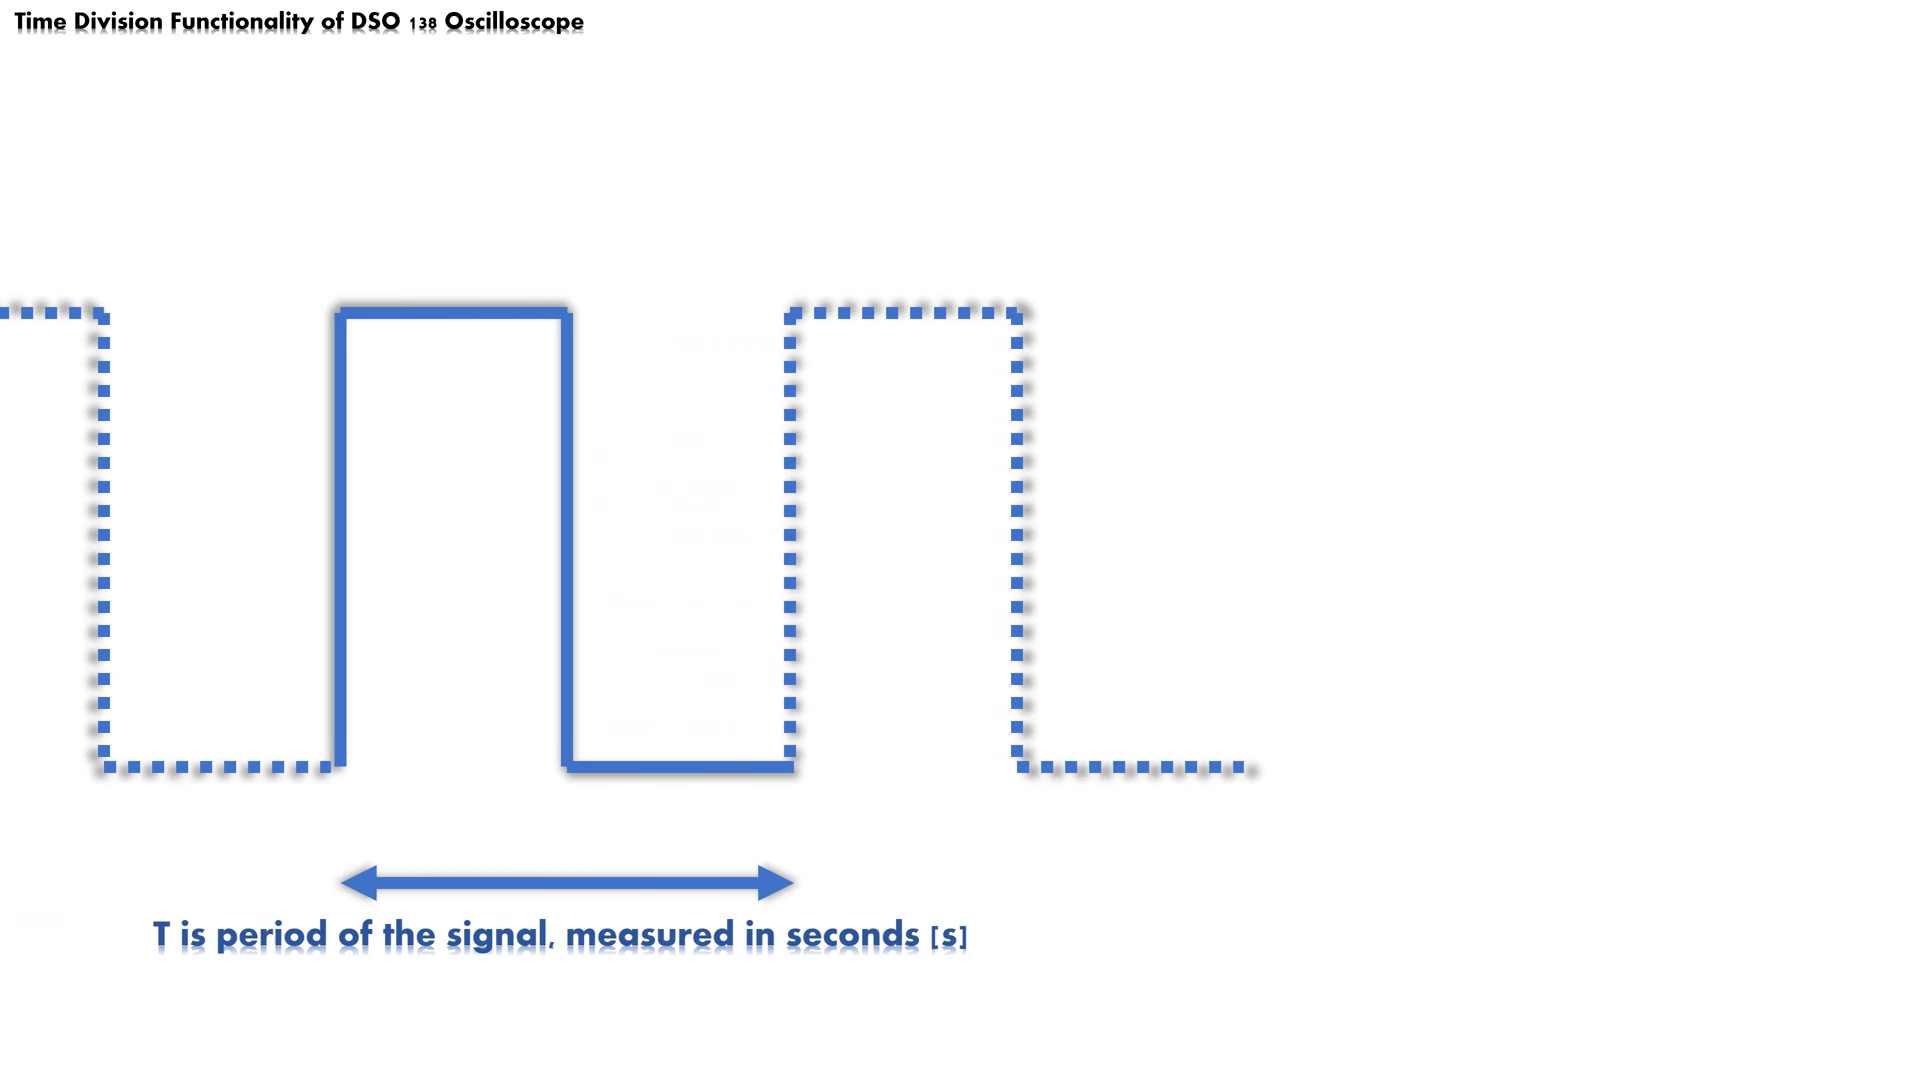 Time Division Functionality of DSO 138 Oscilloscope
T is period of the signal, measured in seconds [s]